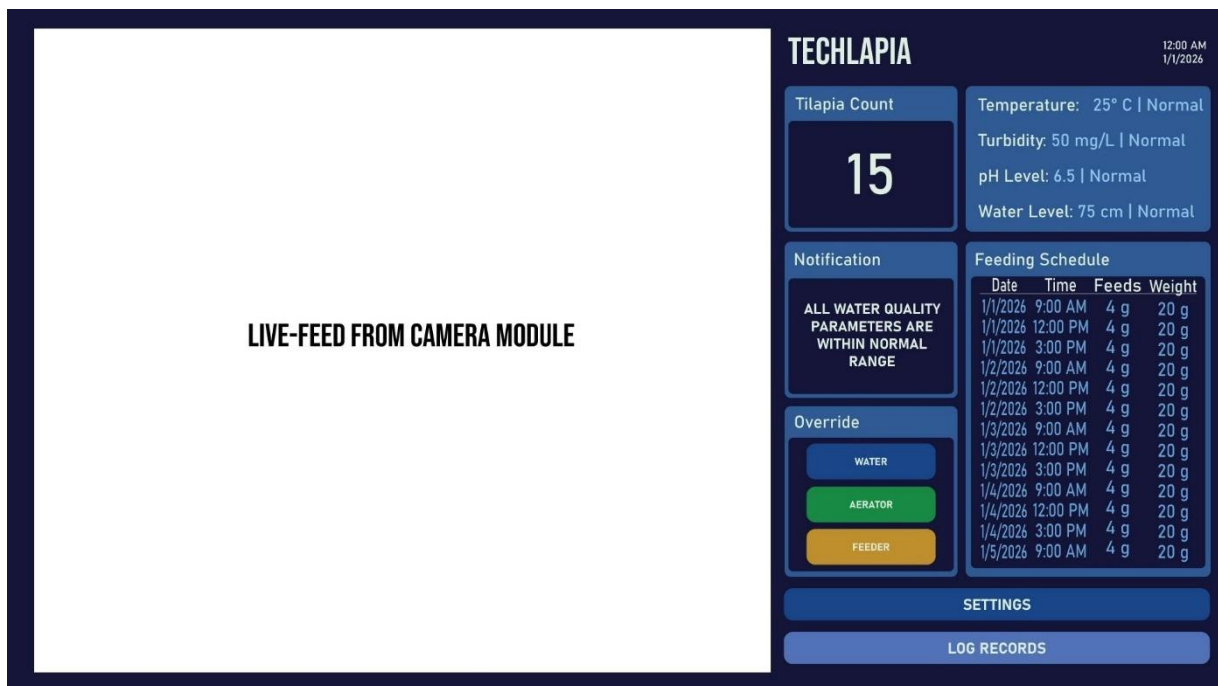 LIVE-FEED FROM CAMERA MODULE
TECHLAPIA
12:00 AM
1/1/2026
Tilapia Count
15
Temperature: 25° C | Normal
Turbidity: 50 mg/L | Normal
pH Level: 6.5 | Normal
Water Level: 75 cm | Normal
Notification
ALL WATER QUALITY
PARAMETERS ARE
WITHIN NORMAL
RANGE
Override
WATER
AERATOR
FEEDER
Feeding Schedule
Date Time Feeds Weight
1/1/2026 9:00 AM 4 g 20 g
1/1/2026 12:00 PM 4 g 20 g
1/1/2026 3:00 PM 4 g 20 g
1/2/2026 9:00 AM 4 g 20 g
1/2/2026 12:00 PM 4 g 20 g
1/2/2026 3:00 PM 4 g 20 g
1/3/2026 9:00 AM 4 g 20 g
1/3/2026 12:00 PM 4 g 20 g
1/3/2026 3:00 PM 4 g 20 g
1/4/2026 9:00 AM 4 g 20 g
1/4/2026 12:00 PM 4 g 20 g
1/4/2026 3:00 PM 4 g 20 g
1/5/2026 9:00 AM 4 g 20 g
SETTINGS
LOG RECORDS